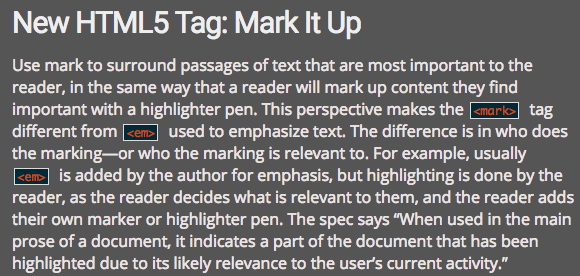 New HTML5 Tag: Mark It Up
Use mark to surround passages of text that are most important to the
reader, in the same way that a reader will mark up content they find
important with a highlighter pen. This perspective makes the <mark> tag
different from <em> used to emphasize text. The difference is in who does
the marking—or who the marking is relevant to. For example, usually
<em> is added by the author for emphasis, but highlighting is done by the
reader, as the reader decides what is relevant to them, and the reader adds
their own marker or highlighter pen. The spec says “When used in the main
prose of a document, it indicates a part of the document that has been
highlighted due to its likely relevance to the user’s current activity.”